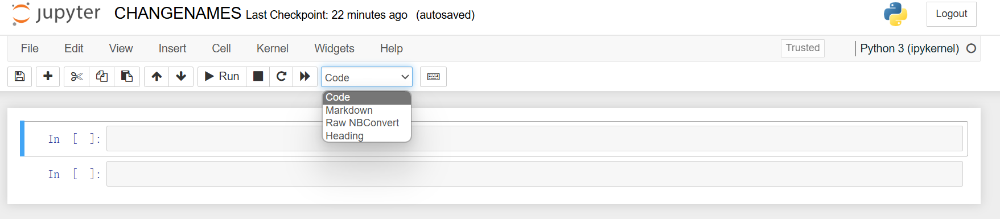 jupyter CHANGENAMES Last Checkpoint: 22 minutes ago (autosaved) Logout
File Edit View Insert Cell Kernel Widgets Help Trusted Python 3 (ipykernel)
Run Code
Code
Markdown
Raw NBConvert
Heading
In [ ]:
In [ ]: